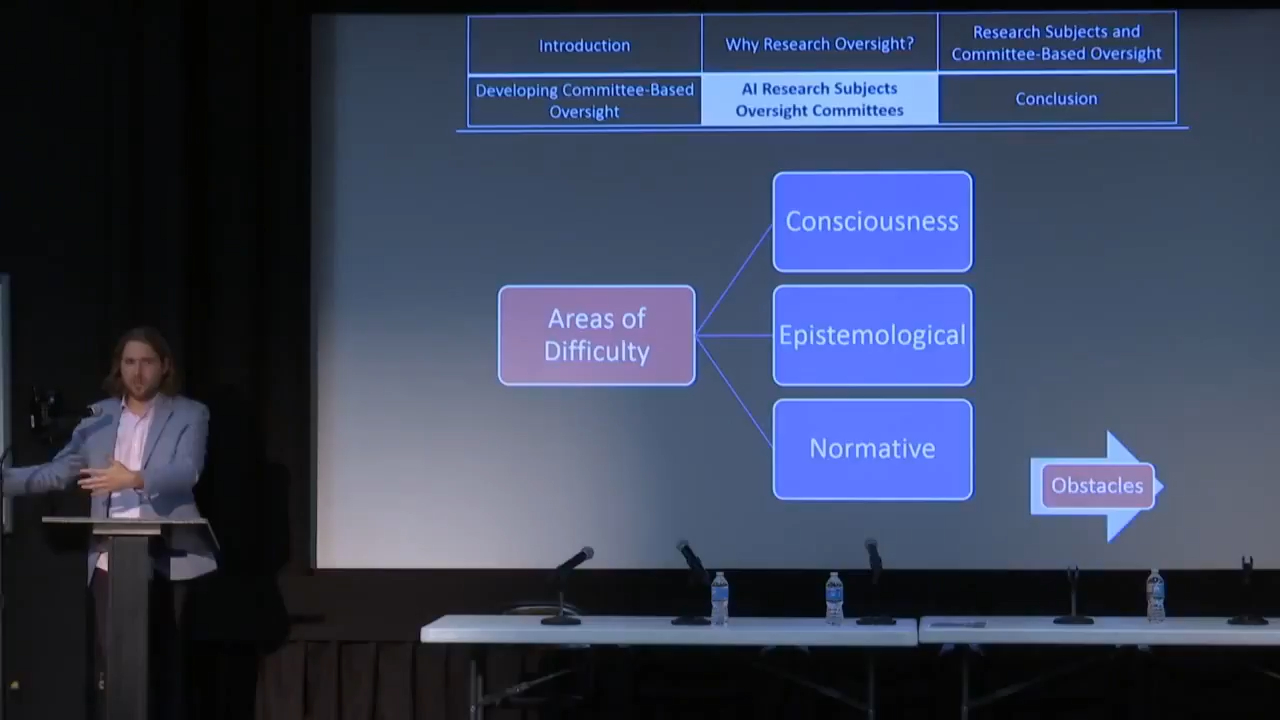 Introduction
Why Research Oversight?
Research Subjects and
Committee-Based Oversight
Developing Committee-Based
Oversight
AI Research Subjects
Oversight Committees
Conclusion
Areas of
Difficulty
Consciousness
Epistemological
Normative
Obstacles